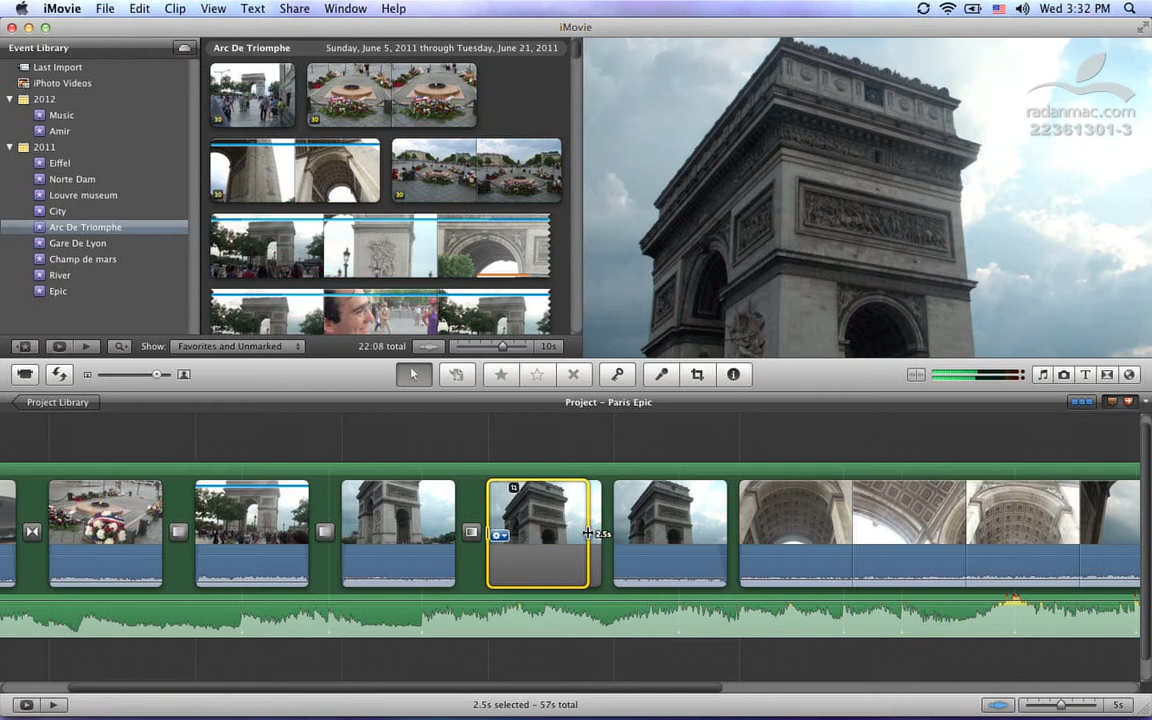 iMovie File Edit Clip View Text Share Window Help Wed 3:32 PM
iMovie
Event Library
Arc De Triomphe Sunday, June 5, 2011 through Tuesday, June 21, 2011
Last Import
iPhoto Videos
2012
Music
Amir
2011
Eiffel
Norte Dam
Louvre museum
City
Arc De Triomphe
Gare De Lyon
Champ de mars
River
Epic
30
30
30
30
radanmac.com
22361301-3
Show: Favorites and Unmarked 22:08 total 10s
Project Library Project – Paris Epic
2.5s
2.5s selected – 57s total 5s